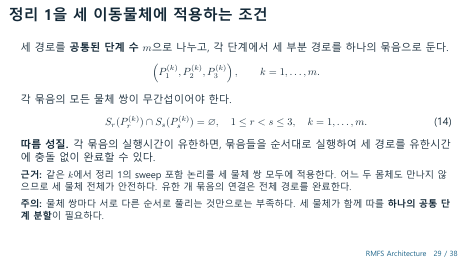 정리 1을 세 이동물체에 적용하는 조건
세 경로를 공통된 단계 수 m으로 나누고, 각 단계에서 세 부분 경로를 하나의 묶음으로 둔다.
(P₁⁽ᵏ⁾, P₂⁽ᵏ⁾, P₃⁽ᵏ⁾), k = 1, . . . , m.
각 묶음의 모든 물체 쌍이 무간섭이어야 한다.
Sᵣ(Pᵣ⁽ᵏ⁾) ∩ Sₛ(Pₛ⁽ᵏ⁾) = ∅, 1 ≤ r < s ≤ 3, k = 1, . . . , m. (14)
따름 성질. 각 묶음의 실행시간이 유한하면, 묶음들을 순서대로 실행하여 세 경로를 유한시간
에 충돌 없이 완료할 수 있다.
근거: 같은 k에서 정리 1의 sweep 포함 논리를 세 물체 쌍 모두에 적용한다. 어느 두 몸체도 만나지 않
으므로 세 물체 전체가 안전하다. 유한 개 묶음의 연결은 전체 경로를 완료한다.
주의: 물체 쌍마다 서로 다른 순서로 풀리는 것만으로는 부족하다. 세 물체가 함께 따를 하나의 공통 단
계 분할이 필요하다.
RMFS Architecture 29 / 38